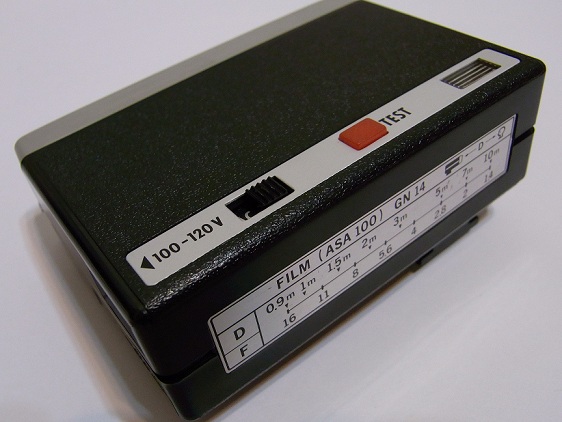 ◀100-120 V
TEST
FILM (ASA 100) GN 14
D → O
D 0.9m 1m 1.5m 2m 3m 5m 7m 10m
F 16 11 8 5.6 4 2.8 2 1.4